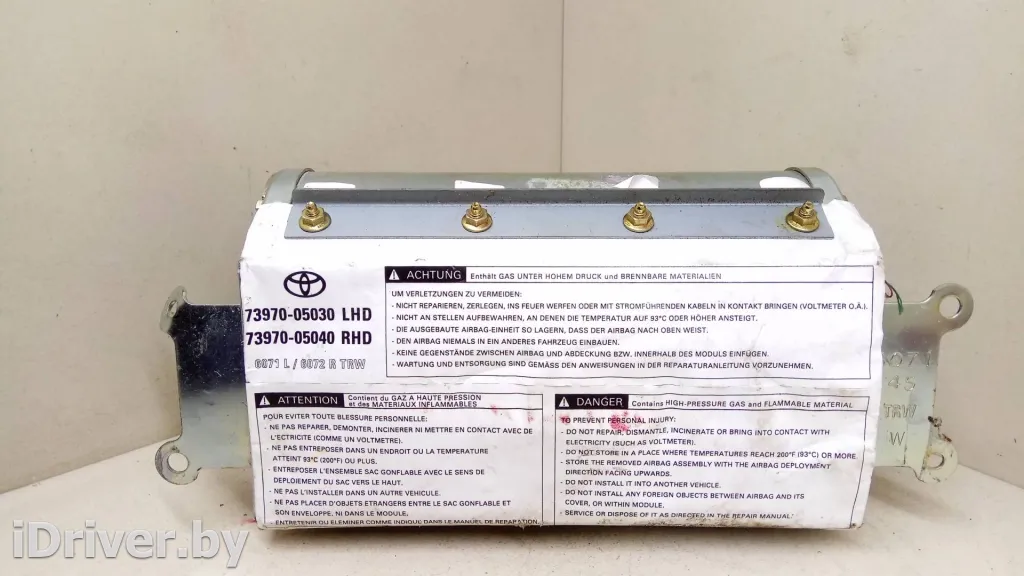 73970-05030 LHD
73970-05040 RHD
6071 L / 6072 R TRW
ACHTUNG Enthält GAS UNTER HOHEM DRUCK und BRENNBARE MATERIALIEN
UM VERLETZUNGEN ZU VERMEIDEN:
- NICHT REPARIEREN, ZERLEGEN, INS FEUER WERFEN ODER MIT STROMFÜHRENDEN KABELN IN KONTAKT BRINGEN (VOLTMETER O.Ä.).
- NICHT AN STELLEN AUFBEWAHREN, AN DENEN DIE TEMPERATUR AUF 93°C ODER HÖHER ANSTEIGT.
- DIE AUSGEBAUTE AIRBAG-EINHEIT SO LAGERN, DASS DER AIRBAG NACH OBEN WEIST.
- DEN AIRBAG NIEMALS IN EIN ANDERES FAHRZEUG EINBAUEN.
- KEINE GEGENSTÄNDE ZWISCHEN AIRBAG UND ABDECKUNG BZW. INNERHALB DES MODULS EINFÜGEN.
- WARTUNG UND ENTSORGUNG SIND GEMÄSS DEN ANWEISUNGEN IN DER REPARATURANLEITUNG VORZUNEHMEN.
ATTENTION Contient du GAZ A HAUTE PRESSION
et des MATERIAUX INFLAMMABLES
POUR EVITER TOUTE BLESSURE PERSONNELLE:
- NE PAS REPARER, DEMONTER, INCINERER NI METTRE EN CONTACT AVEC DE
L'ECTRICITE (COMME UN VOLTMETRE).
- NE PAS ENTREPOSER DANS UN ENDROIT OU LA TEMPERATURE
ATTEINT 93°C (200°F) OU PLUS.
- ENTREPOSER L'ENSEMBLE SAC GONFLABLE AVEC LE SENS DE
DEPLOIEMENT DU SAC VERS LE HAUT.
- NE PAS L'INSTALLER DANS UN AUTRE VEHICULE.
- NE PAS PLACER D'OBJETS ETRANGERS ENTRE LE SAC GONFLABLE ET
SON ENVELOPPE, NI DANS LE MODULE.
- ENTRETENIR OU ELIMINER COMME INDIQUE DANS LE MANUEL DE REPARATION.
DANGER Contains HIGH-PRESSURE GAS and FLAMMABLE MATERIAL
TO PREVENT PERSONAL INJURY:
- DO NOT REPAIR, DISMANTLE, INCINERATE OR BRING INTO CONTACT WITH
ELECTRICITY (SUCH AS VOLTMETER).
- DO NOT STORE IN A PLACE WHERE TEMPERATURES REACH 200°F (93°C) OR MORE.
- STORE THE REMOVED AIRBAG ASSEMBLY WITH THE AIRBAG DEPLOYMENT
DIRECTION FACING UPWARDS.
- DO NOT INSTALL IT INTO ANOTHER VEHICLE.
- DO NOT INSTALL ANY FOREIGN OBJECTS BETWEEN AIRBAG AND ITS
COVER, OR WITHIN MODULE.
- SERVICE OR DISPOSE OF IT AS DIRECTED IN THE REPAIR MANUAL.
TRW
W
iDriver.by